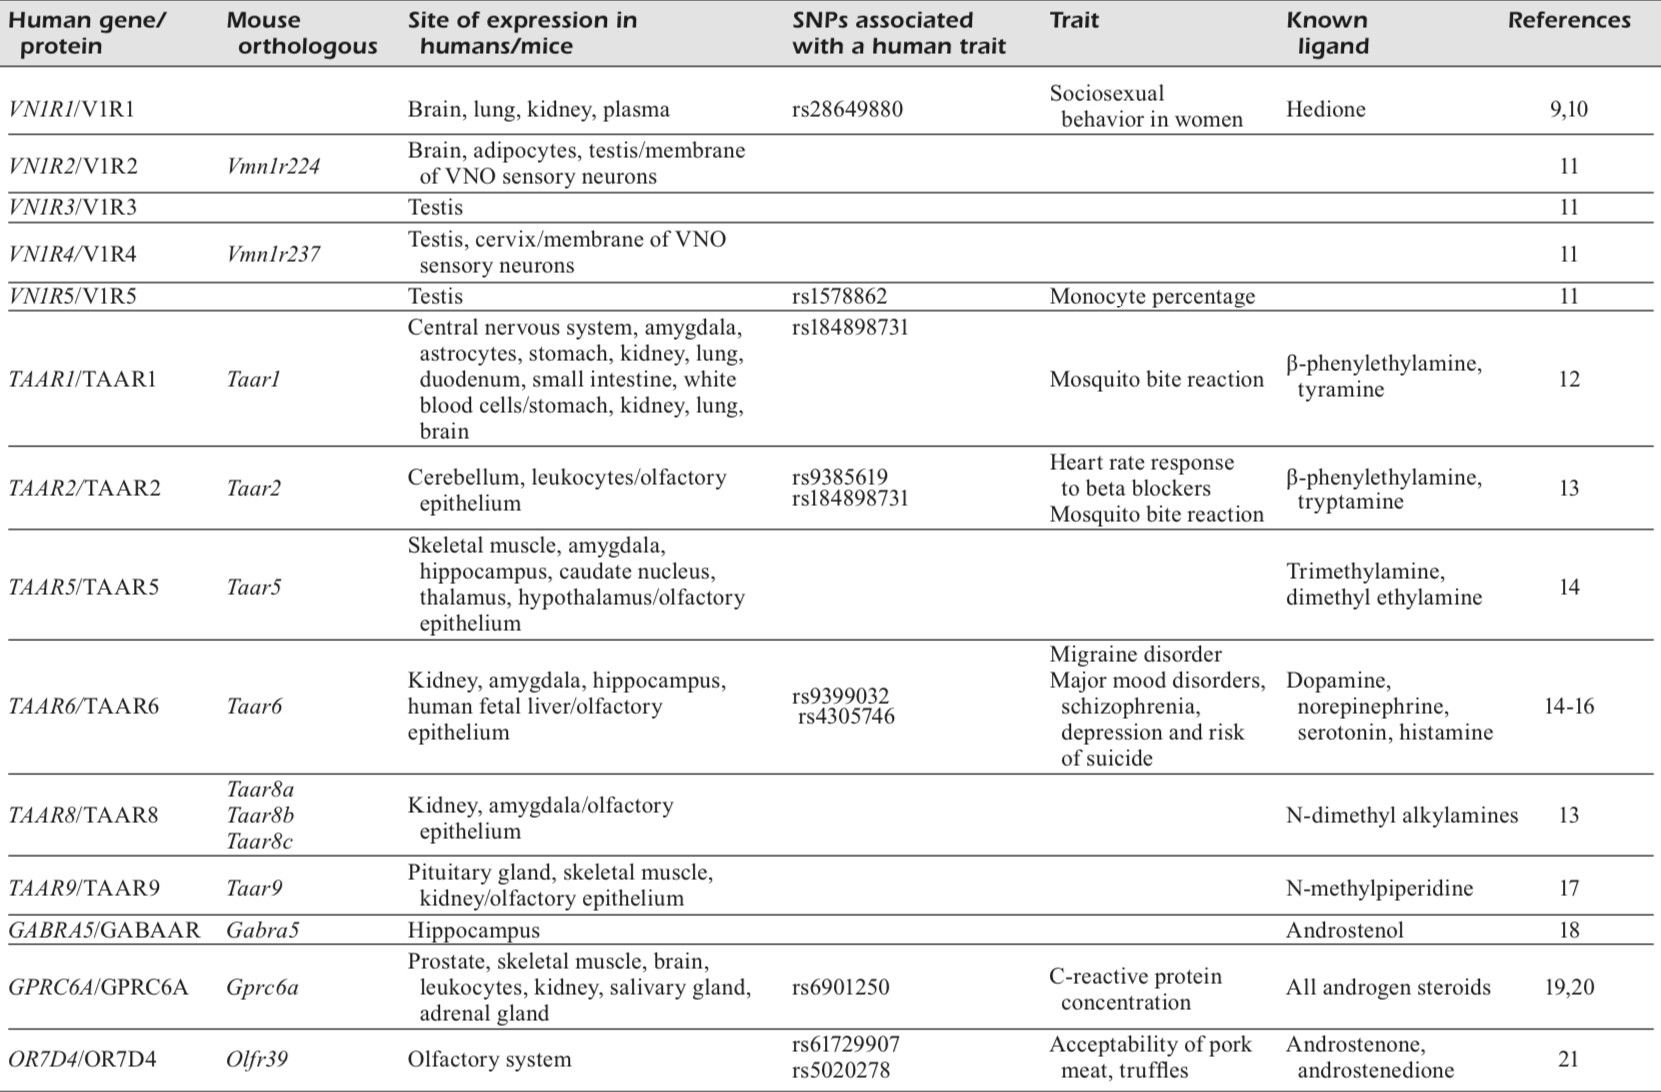 Human gene/ Mouse Site of expression in SNPs associated Trait Known References
protein orthologous humans/mice with a human trait ligand
VN1R1/V1R1 Brain, lung, kidney, plasma rs28649880 Sociosexual
behavior in women Hedione 9,10
VN1R2/V1R2 Vmn1r224 Brain, adipocytes, testis/membrane
of VNO sensory neurons 11
VN1R3/V1R3 Testis 11
VN1R4/V1R4 Vmn1r237 Testis, cervix/membrane of VNO
sensory neurons 11
VN1R5/V1R5 Testis rs1578862 Monocyte percentage 11
TAAR1/TAAR1 Taar1 Central nervous system, amygdala,
astrocytes, stomach, kidney, lung,
duodenum, small intestine, white
blood cells/stomach, kidney, lung,
brain rs184898731 Mosquito bite reaction β-phenylethylamine,
tyramine 12
TAAR2/TAAR2 Taar2 Cerebellum, leukocytes/olfactory
epithelium rs9385619
rs184898731 Heart rate response
to beta blockers
Mosquito bite reaction β-phenylethylamine,
tryptamine 13
TAAR5/TAAR5 Taar5 Skeletal muscle, amygdala,
hippocampus, caudate nucleus,
thalamus, hypothalamus/olfactory
epithelium Trimethylamine,
dimethyl ethylamine 14
TAAR6/TAAR6 Taar6 Kidney, amygdala, hippocampus,
human fetal liver/olfactory
epithelium rs9399032
rs4305746 Migraine disorder
Major mood disorders,
schizophrenia,
depression and risk
of suicide Dopamine,
norepinephrine,
serotonin, histamine 14-16
TAAR8/TAAR8 Taar8a
Taar8b
Taar8c Kidney, amygdala/olfactory
epithelium N-dimethyl alkylamines 13
TAAR9/TAAR9 Taar9 Pituitary gland, skeletal muscle,
kidney/olfactory epithelium N-methylpiperidine 17
GABRA5/GABAAR Gabra5 Hippocampus Androstenol 18
GPRC6A/GPRC6A Gprc6a Prostate, skeletal muscle, brain,
leukocytes, kidney, salivary gland,
adrenal gland rs6901250 C-reactive protein
concentration All androgen steroids 19,20
OR7D4/OR7D4 Olfr39 Olfactory system rs61729907
rs5020278 Acceptability of pork
meat, truffles Androstenone,
androstenedione 21